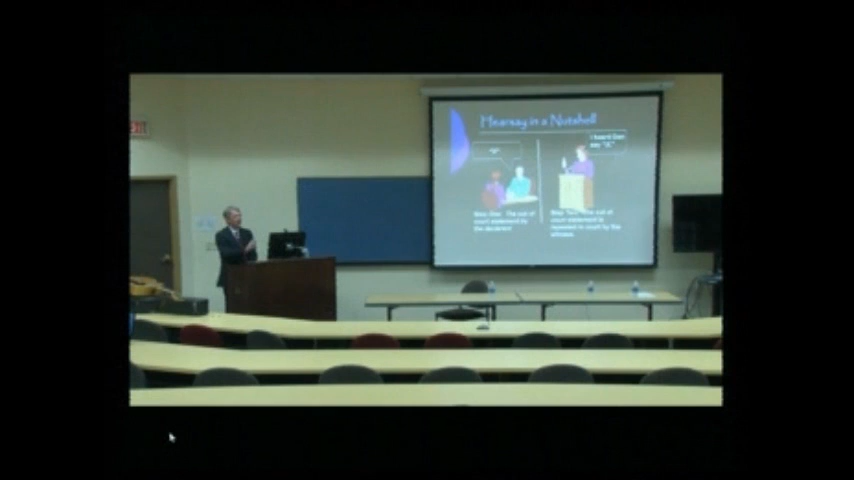 EXIT
Hearsay in a Nutshell
I heard Dan
say "X."
"X"
Step One: The out of
court statement by
the declarant
Step Two: The out of
court statement is
repeated in court by the
witness.